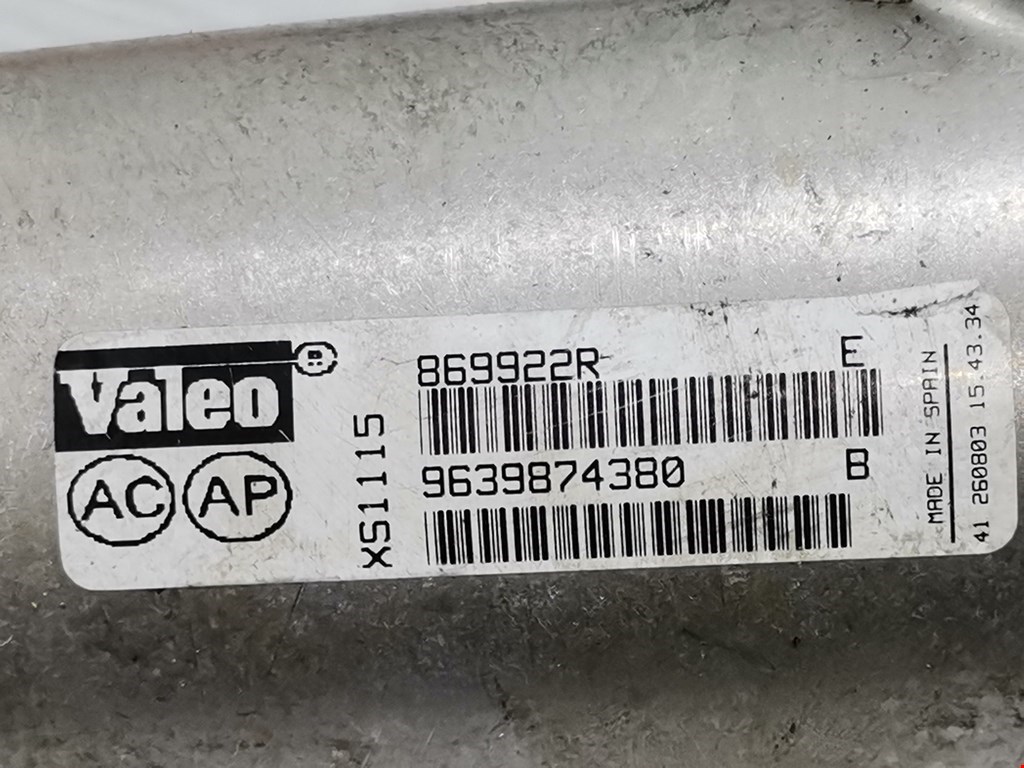 Valeo®
AC AP
XS1115
869922R E
9639874380 B
MADE IN SPAIN
41 260803 15.43.34